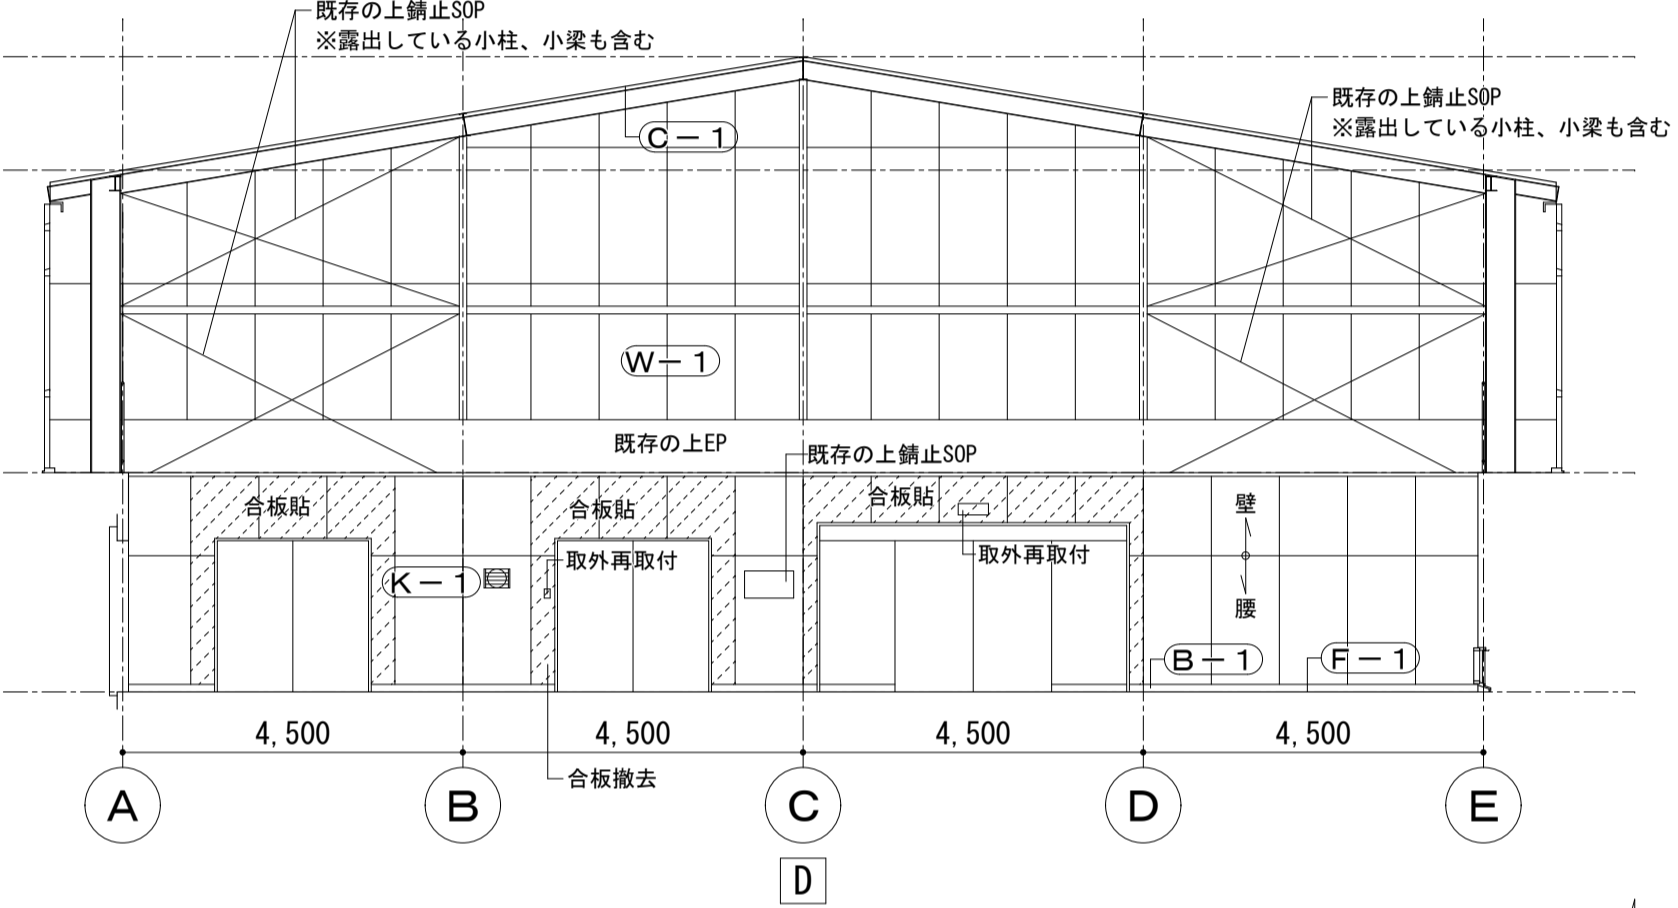 既存の上錆止SOP
※露出している小柱、小梁も含む
既存の上錆止SOP
※露出している小柱、小梁も含む
C－1
W－1
既存の上EP
既存の上錆止SOP
合板貼
合板貼
合板貼
壁
取外再取付
取外再取付
K－1
腰
B－1
F－1
4,500
4,500
4,500
4,500
合板撤去
A
B
C
D
E
D